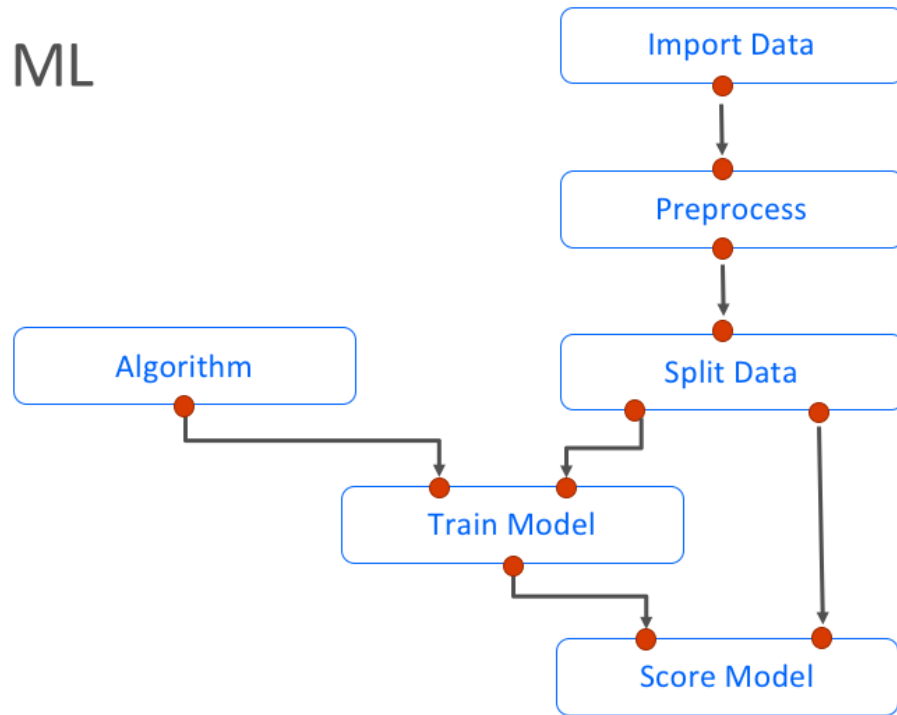 ML
Import Data
Preprocess
Algorithm
Split Data
Train Model
Score Model